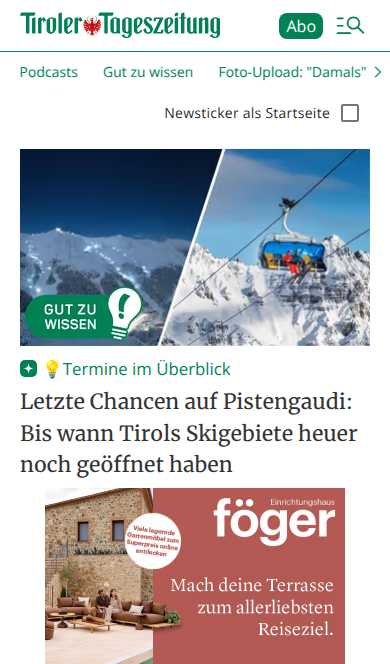 Tiroler Tageszeitung
Abo
Podcasts Gut zu wissen Foto-Upload: "Damals"
Newsticker als Startseite
GUT ZU
WISSEN
Termine im Überblick
Letzte Chancen auf Pistengaudi:
Bis wann Tirols Skigebiete heuer
noch geöffnet haben
Einrichtungshaus
föger
Viele lagernde
Gartenmöbel zum
Superpreis online
entdecken
Mach deine Terrasse
zum allerliebsten
Reiseziel.